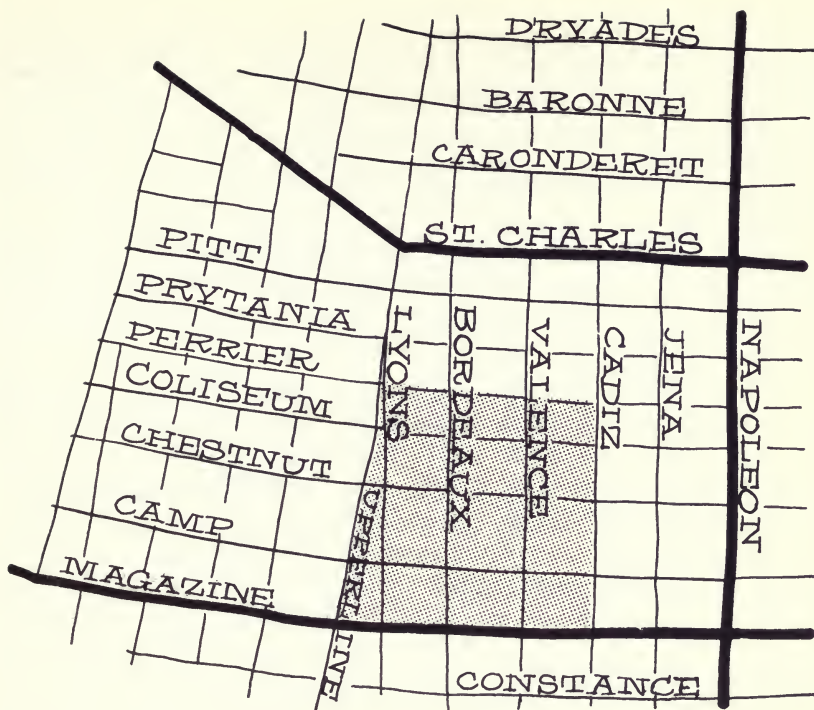 DRYADES
BARONNE
CARONDERET
ST. CHARLES
PITT
PRYTANIA
PERRIER
COLISEUM
CHESTNUT
CAMP
MAGAZINE
LYONS
BORDEAUX
VALENCE
CADIZ
JENA
NAPOLEON
UPPERLINE
CONSTANCE